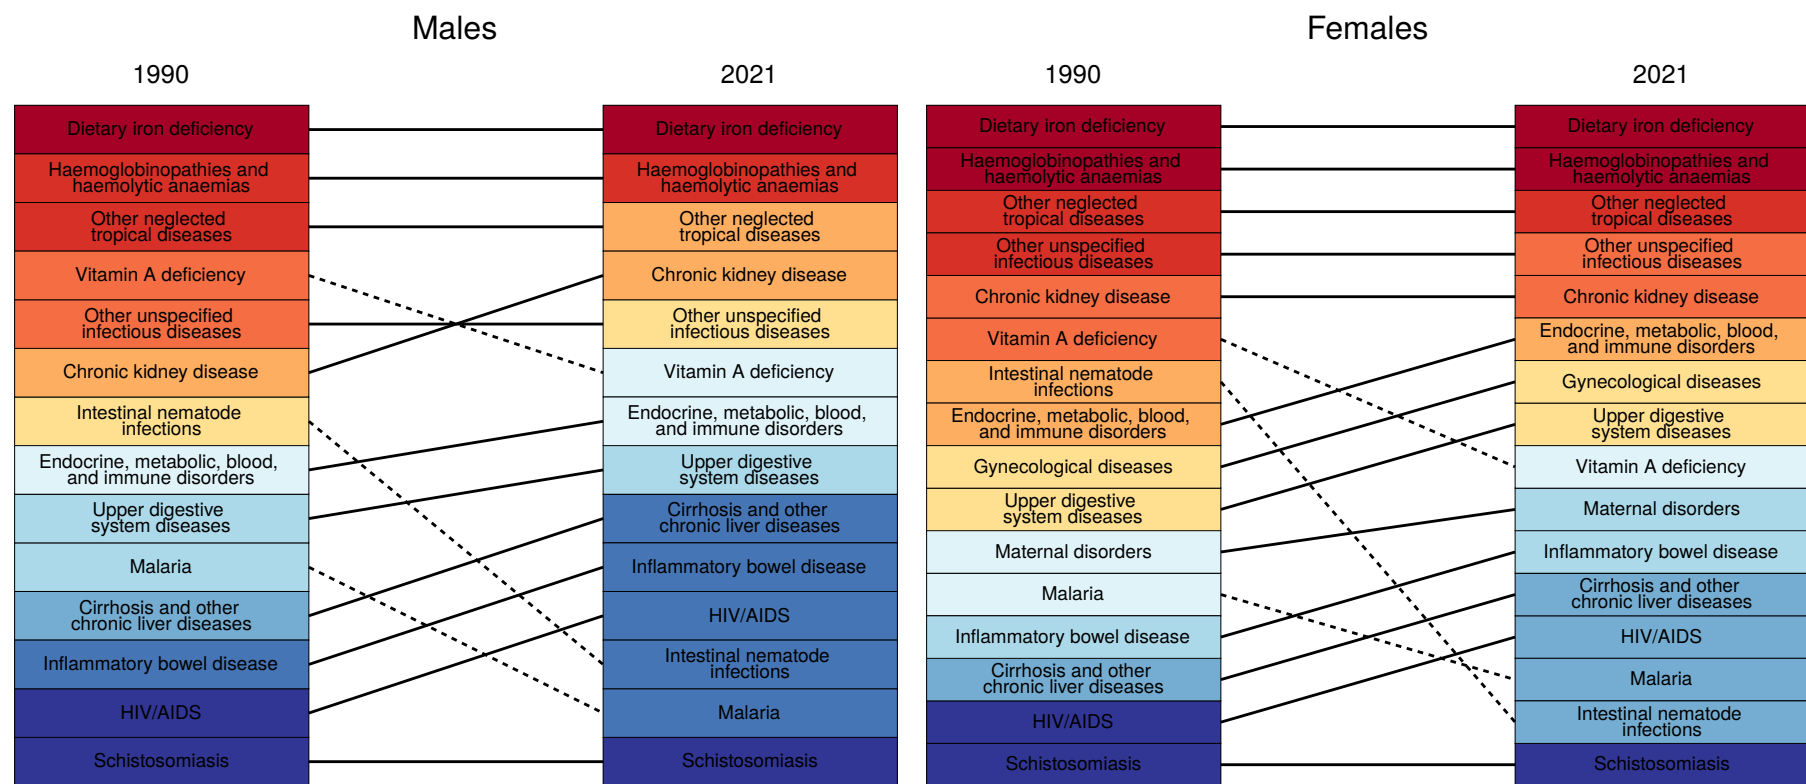 Males
1990
2021
Dietary iron deficiency
Haemoglobinopathies and
haemolytic anaemias
Other neglected
tropical diseases
Vitamin A deficiency
Other unspecified
infectious diseases
Chronic kidney disease
Intestinal nematode
infections
Endocrine, metabolic, blood,
and immune disorders
Upper digestive
system diseases
Malaria
Cirrhosis and other
chronic liver diseases
Inflammatory bowel disease
HIV/AIDS
Schistosomiasis
Dietary iron deficiency
Haemoglobinopathies and
haemolytic anaemias
Other neglected
tropical diseases
Chronic kidney disease
Other unspecified
infectious diseases
Vitamin A deficiency
Endocrine, metabolic, blood,
and immune disorders
Upper digestive
system diseases
Cirrhosis and other
chronic liver diseases
Inflammatory bowel disease
HIV/AIDS
Intestinal nematode
infections
Malaria
Schistosomiasis
Females
1990
2021
Dietary iron deficiency
Haemoglobinopathies and
haemolytic anaemias
Other neglected
tropical diseases
Other unspecified
infectious diseases
Chronic kidney disease
Vitamin A deficiency
Intestinal nematode
infections
Endocrine, metabolic, blood,
and immune disorders
Gynecological diseases
Upper digestive
system diseases
Maternal disorders
Malaria
Inflammatory bowel disease
Cirrhosis and other
chronic liver diseases
HIV/AIDS
Schistosomiasis
Dietary iron deficiency
Haemoglobinopathies and
haemolytic anaemias
Other neglected
tropical diseases
Other unspecified
infectious diseases
Chronic kidney disease
Endocrine, metabolic, blood,
and immune disorders
Gynecological diseases
Upper digestive
system diseases
Vitamin A deficiency
Maternal disorders
Inflammatory bowel disease
Cirrhosis and other
chronic liver diseases
HIV/AIDS
Malaria
Intestinal nematode
infections
Schistosomiasis